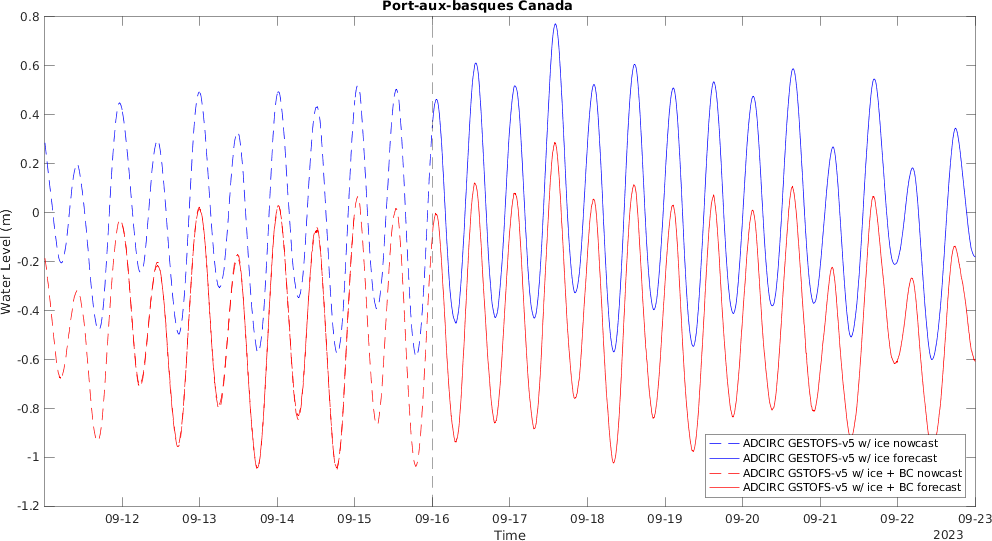 Port-aux-basques Canada
0.8
0.6
0.4
0.2
0
-0.2
-0.4
-0.6
-0.8
-1
-1.2
Water Level (m)
ADCIRC GESTOFS-v5 w/ ice nowcast
ADCIRC GESTOFS-v5 w/ ice forecast
ADCIRC GSTOFS-v5 w/ ice + BC nowcast
ADCIRC GSTOFS-v5 w/ ice + BC forecast
09-12 09-13 09-14 09-15 09-16 09-17 09-18 09-19 09-20 09-21 09-22 09-23
Time
2023